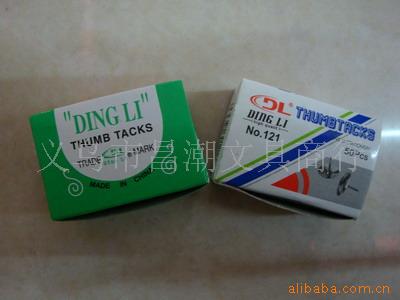 "DING LI"
THUMB TACKS
TRADE DL MARK
MADE IN CHINA
DL
DING LI
No.121
THUMBTACKS
50Pcs
义乌市昌潮文具商行
alibaba.com.cn